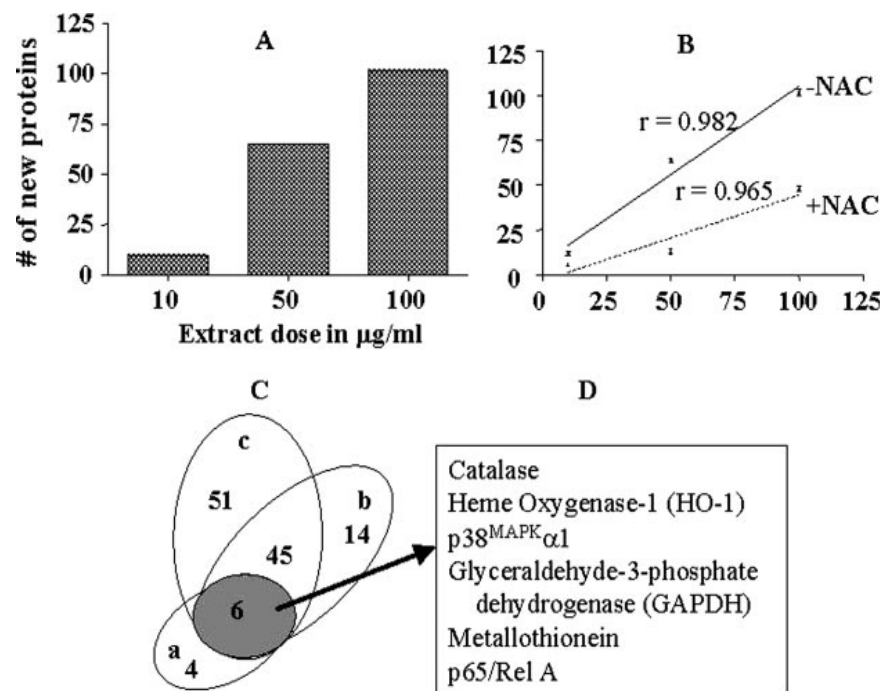 A
# of new proteins
125
100
75
50
25
0
10 50 100
Extract dose in µg/ml
B
125
100
75
50
25
0
r = 0.982
-NAC
r = 0.965
+NAC
0 25 50 75 100 125
C
c
51
b
14
45
6
a
4
D
Catalase
Heme Oxygenase-1 (HO-1)
p38ᴹᴬᴾᴷα1
Glyceraldehyde-3-phosphate
dehydrogenase (GAPDH)
Metallothionein
p65/Rel A